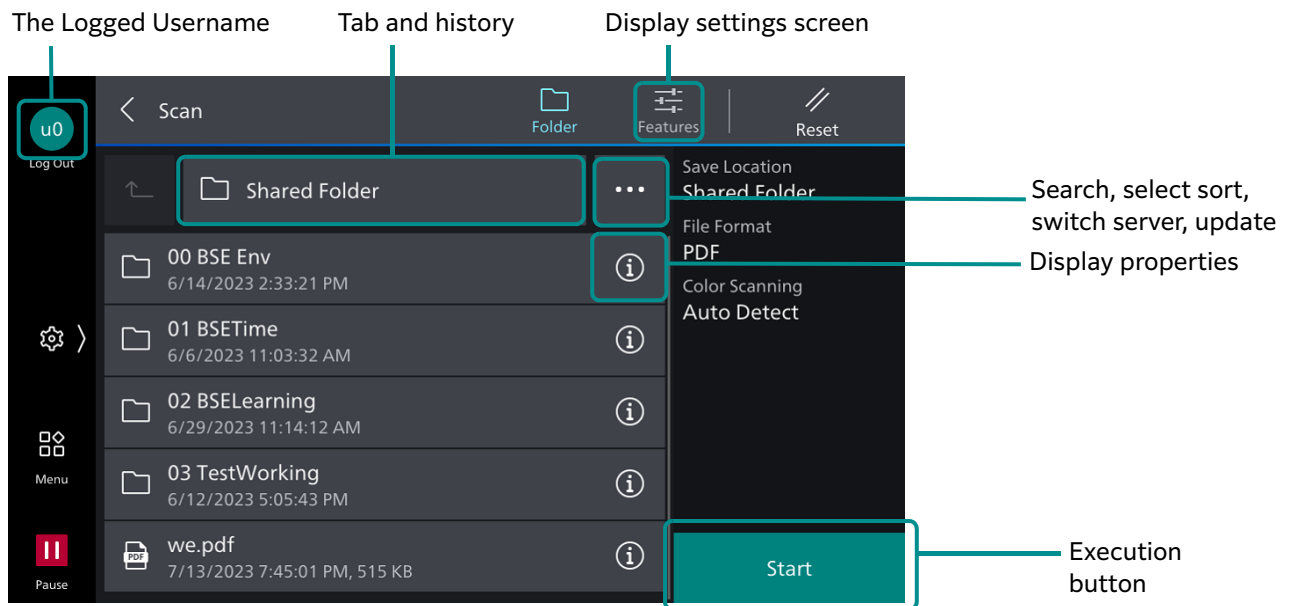 The Logged Username
Tab and history
Display settings screen
u0
Log Out
Scan
Folder
Features
Reset
Shared Folder
Save Location
Shared Folder
File Format
PDF
Color Scanning
Auto Detect
Search, select sort,
switch server, update
Display properties
00 BSE Env
6/14/2023 2:33:21 PM
01 BSETime
6/6/2023 11:03:32 AM
02 BSELearning
6/29/2023 11:14:12 AM
03 TestWorking
6/12/2023 5:05:43 PM
PDF
we.pdf
7/13/2023 7:45:01 PM, 515 KB
Menu
Pause
Start
Execution
button